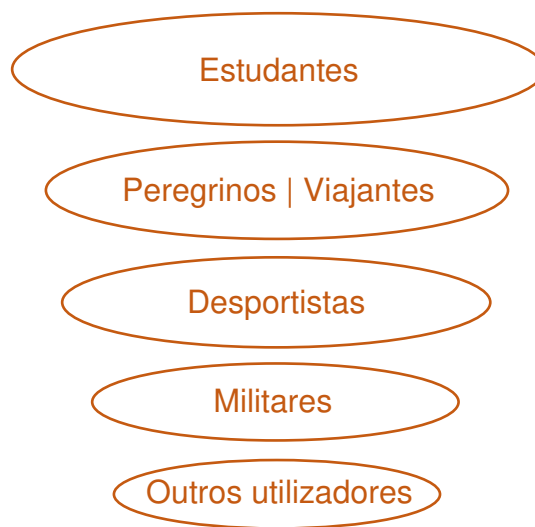 Estudantes
Peregrinos | Viajantes
Desportistas
Militares
Outros utilizadores